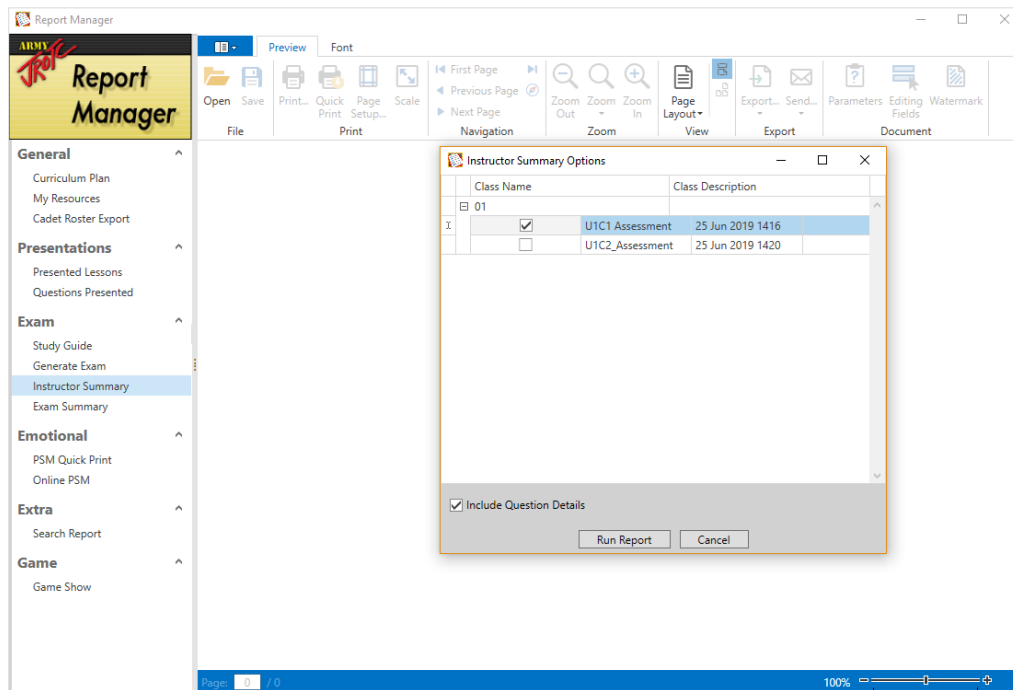 Report Manager
ARMY
JROTC
Report
Manager
Preview Font
Open Save Print... Quick Print Page Setup... Scale
First Page
Previous Page
Next Page
Zoom Out Zoom Zoom In
Page Layout
Export... Send...
Parameters Editing Fields Watermark
File Print Navigation Zoom View Export Document
General
Curriculum Plan
My Resources
Cadet Roster Export
Presentations
Presented Lessons
Questions Presented
Exam
Study Guide
Generate Exam
Instructor Summary
Exam Summary
Emotional
PSM Quick Print
Online PSM
Extra
Search Report
Game
Game Show
Instructor Summary Options
Class Name Class Description
01
U1C1 Assessment 25 Jun 2019 1416
U1C2_Assessment 25 Jun 2019 1420
Include Question Details
Run Report Cancel
Page: 0 / 0 100%